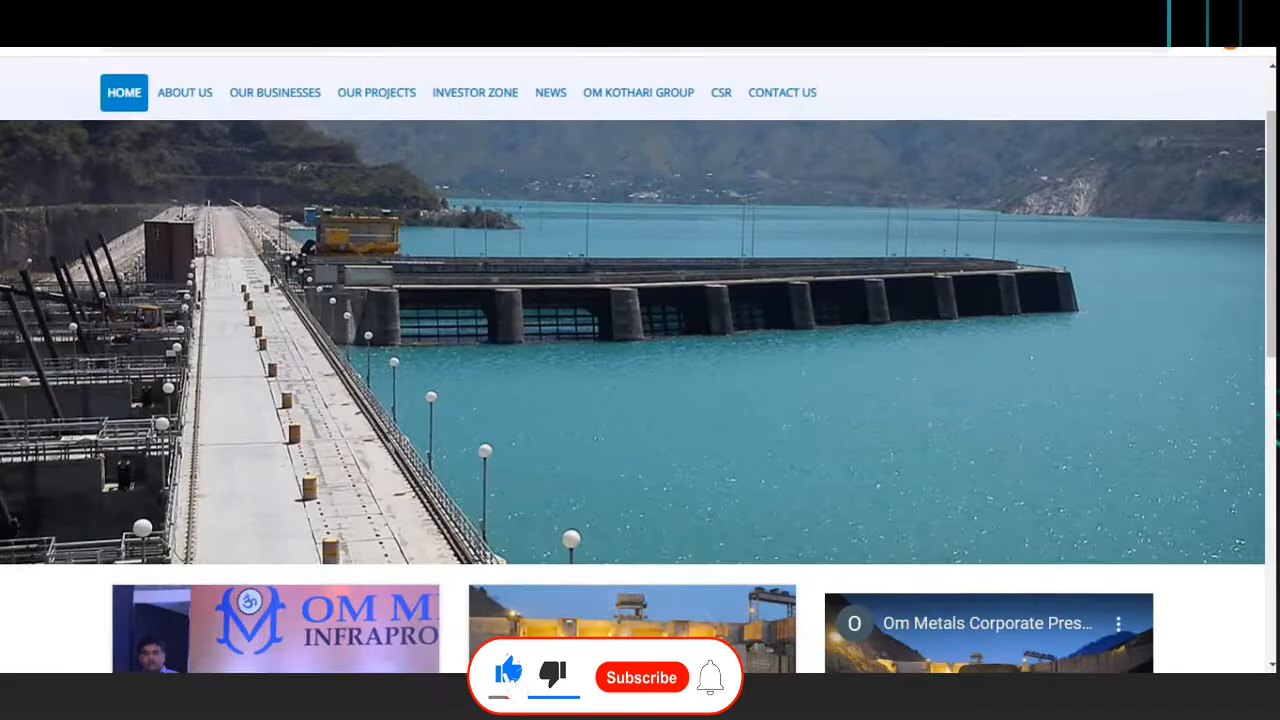 HOME ABOUT US OUR BUSINESSES OUR PROJECTS INVESTOR ZONE NEWS OM KOTHARI GROUP CSR CONTACT US
ॐ
OM M
INFRAPRO
O Om Metals Corporate Pres...
Subscribe